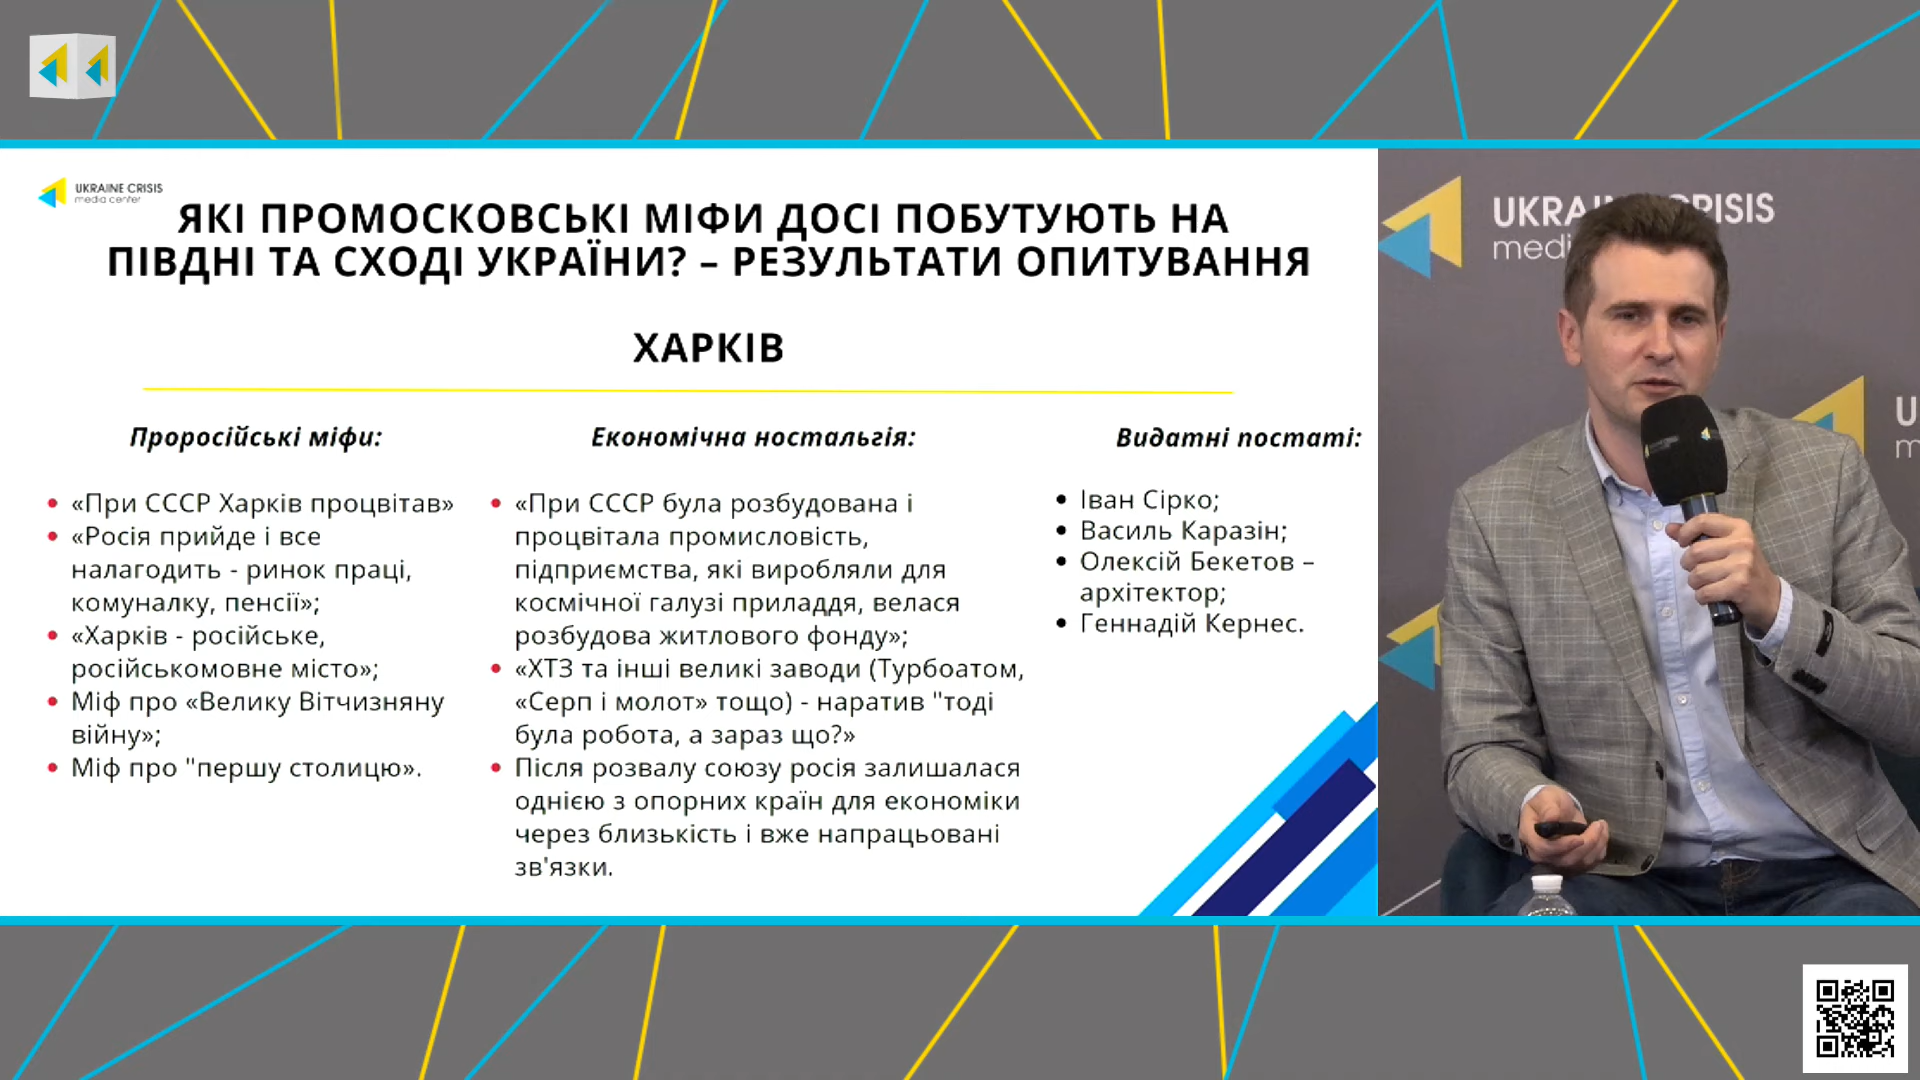 UKRAINE CRISIS
media center
ЯКІ ПРОМОСКОВСЬКІ МІФИ ДОСІ ПОБУТУЮТЬ НА
ПІВДНІ ТА СХОДІ УКРАЇНИ? – РЕЗУЛЬТАТИ ОПИТУВАННЯ
ХАРКІВ
Проросійські міфи:
«При СССР Харків процвітав»
«Росія прийде і все
налагодить - ринок праці,
комуналку, пенсії»;
«Харків - російське,
російськомовне місто»;
Міф про «Велику Вітчизняну
війну»;
Міф про "першу столицю».
Економічна ностальгія:
«При СССР була розбудована і
процвітала промисловість,
підприємства, які виробляли для
космічної галузі приладдя, велася
розбудова житлового фонду»;
«ХТЗ та інші великі заводи (Турбоатом,
«Серп і молот» тощо) - наратив "тоді
була робота, а зараз що?»
Після розвалу союзу росія залишалася
однією з опорних країн для економіки
через близькість і вже напрацьовані
зв'язки.
Видатні постаті:
Іван Сірко;
Василь Каразін;
Олексій Бекетов –
архітектор;
Геннадій Кернес.
UKRA RISIS
medi
U
m